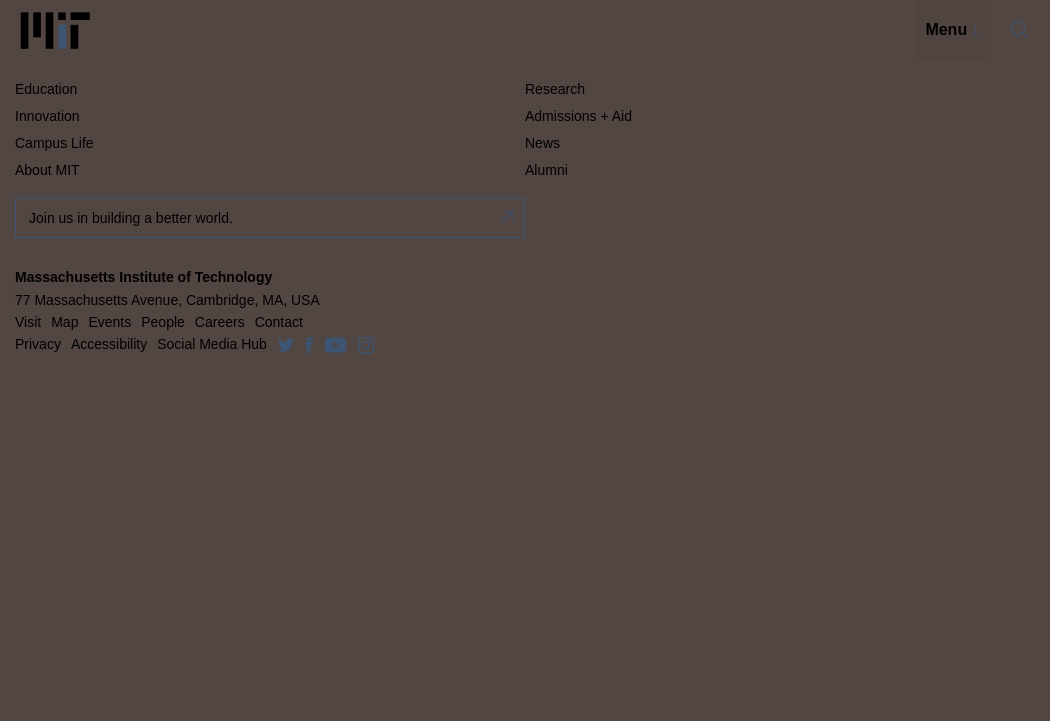 MIT
Menu
Education
Research
Innovation
Admissions + Aid
Campus Life
News
About MIT
Alumni
Join us in building a better world.
Massachusetts Institute of Technology
77 Massachusetts Avenue, Cambridge, MA, USA
Visit Map Events People Careers Contact
Privacy Accessibility Social Media Hub